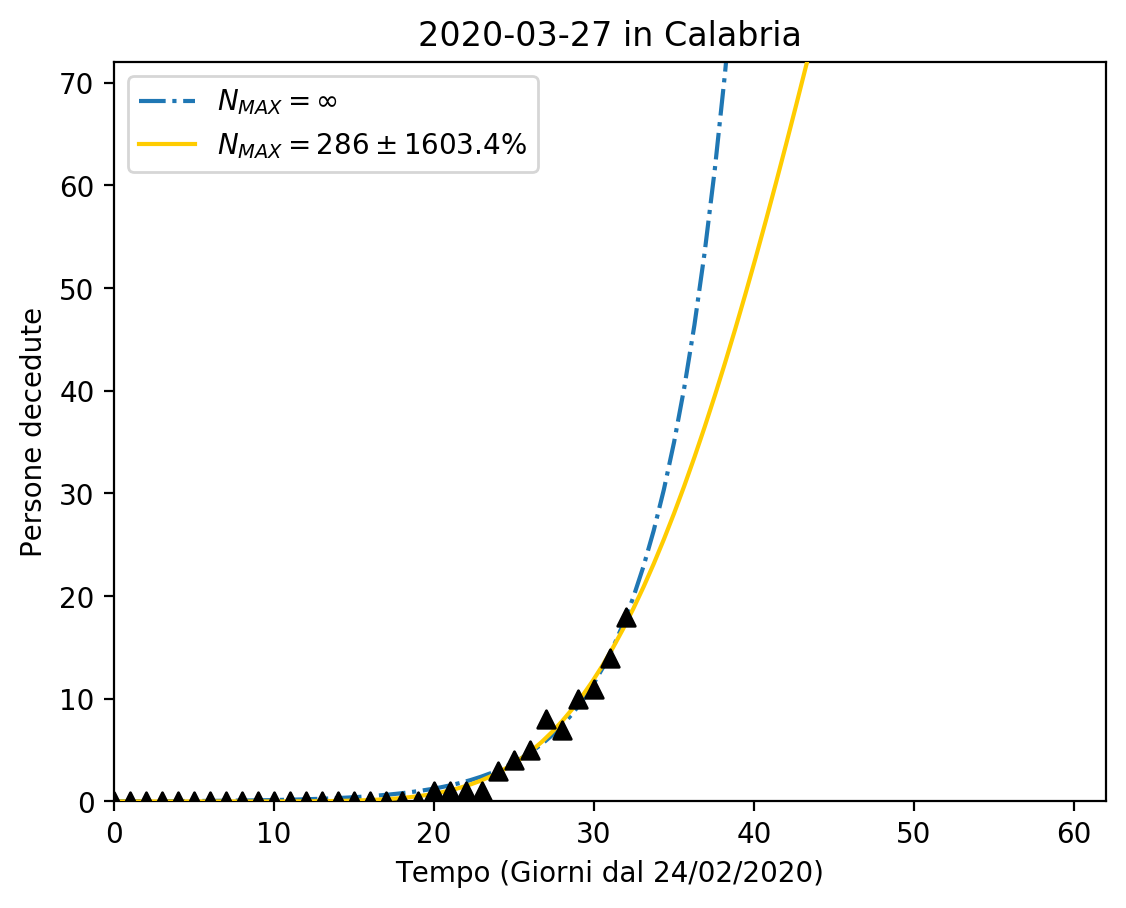 2020-03-27 in Calabria
N_MAX = ∞
N_MAX = 286 ± 1603.4%
70
60
50
40
30
20
10
0
Persone decedute
0 10 20 30 40 50 60
Tempo (Giorni dal 24/02/2020)